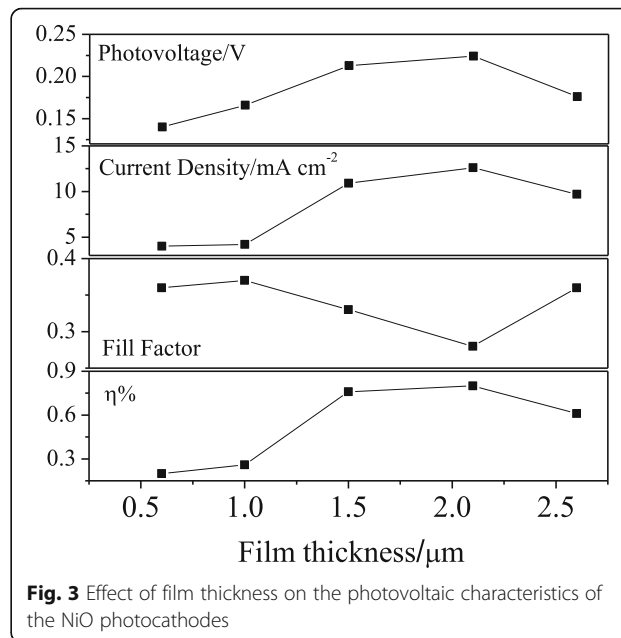 Photovoltage/V
0.25
0.20
0.15
Current Density/mA cm⁻²
15
10
5
Fill Factor
0.4
0.3
η%
0.9
0.6
0.3
0.5 1.0 1.5 2.0 2.5
Film thickness/μm
Fig. 3 Effect of film thickness on the photovoltaic characteristics of
the NiO photocathodes